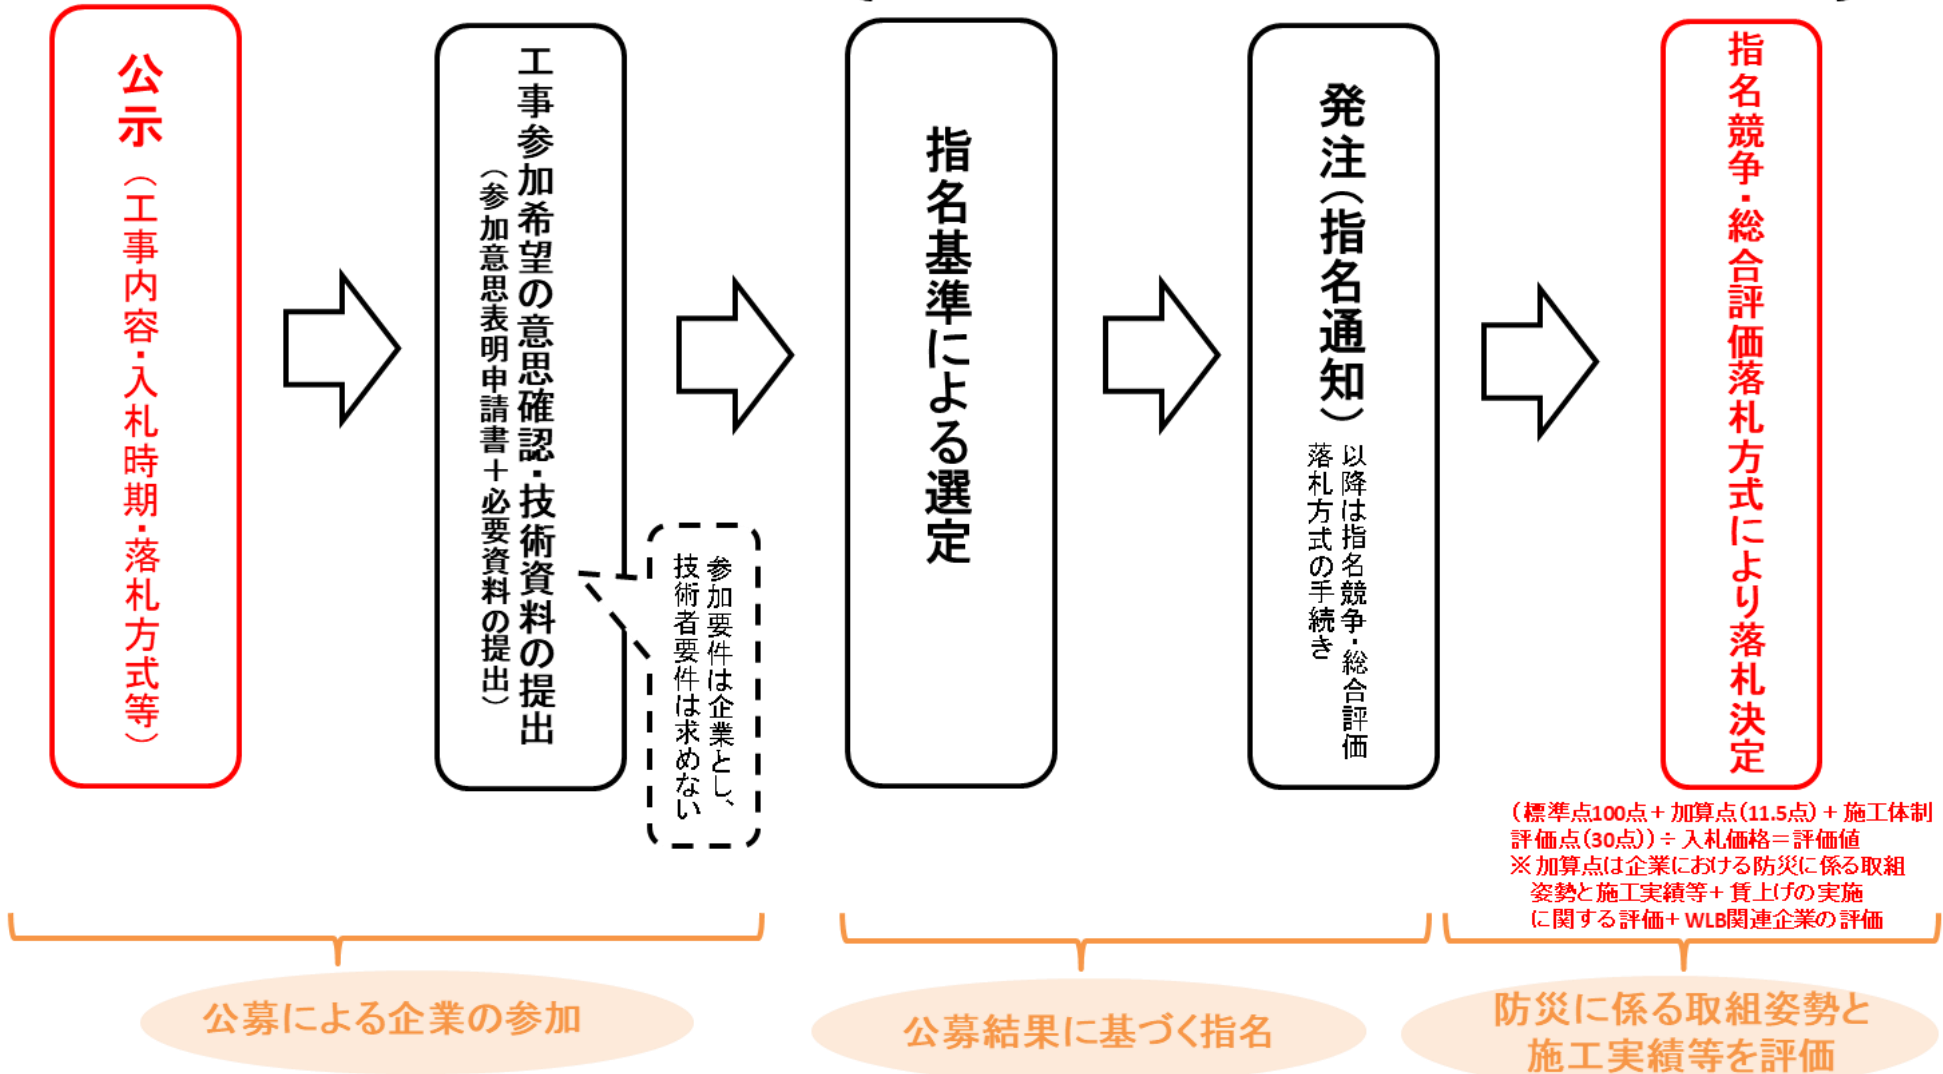 公示（工事内容・入札時期・落札方式等）
工事参加希望の意思確認・技術資料の提出
（参加意思表明申請書＋必要資料の提出）
参加要件は企業とし、
技術者要件は求めない
指名基準による選定
発注（指名通知）
以降は指名競争・総合評価
落札方式の手続き
指名競争・総合評価落札方式により落札決定
（標準点100点＋加算点（11.5点）＋施工体制
評価点（30点））÷入札価格＝評価値
※加算点は企業における防災に係る取組
姿勢と施工実績等＋賃上げの実施
に関する評価＋WLB関連企業の評価
公募による企業の参加
公募結果に基づく指名
防災に係る取組姿勢と
施工実績等を評価